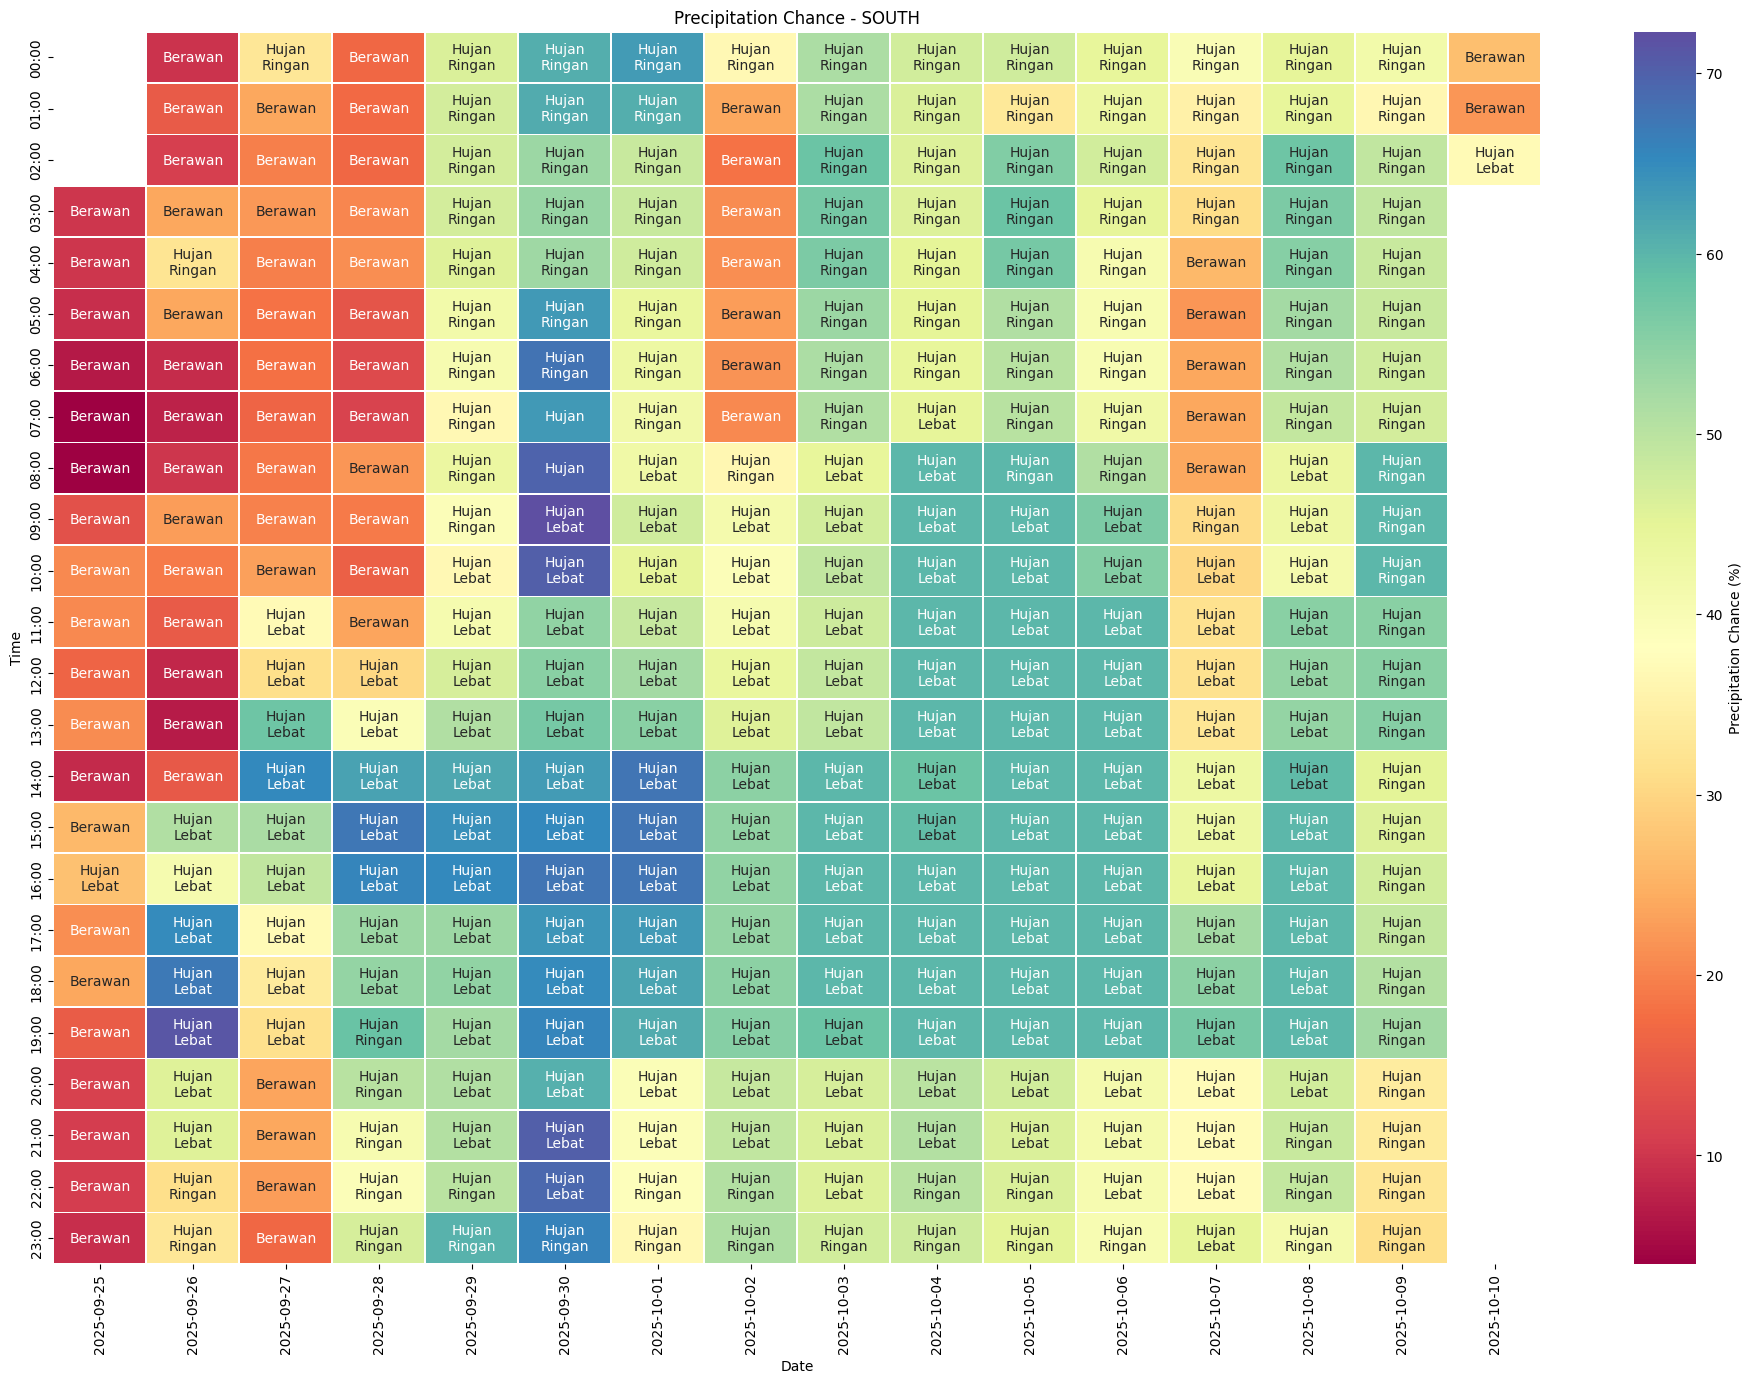 Precipitation Chance - SOUTH
00:00 Berawan Hujan Ringan Berawan Hujan Ringan Hujan Ringan Hujan Ringan Hujan Ringan Hujan Ringan Hujan Ringan Hujan Ringan Hujan Ringan Hujan Ringan Hujan Ringan Hujan Ringan Berawan
01:00 Berawan Berawan Berawan Hujan Ringan Hujan Ringan Hujan Ringan Berawan Hujan Ringan Hujan Ringan Hujan Ringan Hujan Ringan Hujan Ringan Hujan Ringan Hujan Ringan Berawan
02:00 Berawan Berawan Berawan Hujan Ringan Hujan Ringan Hujan Ringan Berawan Hujan Ringan Hujan Ringan Hujan Ringan Hujan Ringan Hujan Ringan Hujan Ringan Hujan Ringan Hujan Lebat
03:00 Berawan Berawan Berawan Berawan Hujan Ringan Hujan Ringan Hujan Ringan Berawan Hujan Ringan Hujan Ringan Hujan Ringan Hujan Ringan Hujan Ringan Hujan Ringan Hujan Ringan
04:00 Berawan Hujan Ringan Berawan Berawan Hujan Ringan Hujan Ringan Hujan Ringan Berawan Hujan Ringan Hujan Ringan Hujan Ringan Hujan Ringan Berawan Hujan Ringan Hujan Ringan
05:00 Berawan Berawan Berawan Berawan Hujan Ringan Hujan Ringan Hujan Ringan Berawan Hujan Ringan Hujan Ringan Hujan Ringan Hujan Ringan Berawan Hujan Ringan Hujan Ringan
06:00 Berawan Berawan Berawan Berawan Hujan Ringan Hujan Ringan Hujan Ringan Berawan Hujan Ringan Hujan Ringan Hujan Ringan Hujan Ringan Berawan Hujan Ringan Hujan Ringan
07:00 Berawan Berawan Berawan Berawan Hujan Ringan Hujan Hujan Ringan Berawan Hujan Ringan Hujan Lebat Hujan Ringan Hujan Ringan Berawan Hujan Ringan Hujan Ringan
08:00 Berawan Berawan Berawan Berawan Hujan Ringan Hujan Hujan Lebat Hujan Ringan Hujan Lebat Hujan Lebat Hujan Ringan Hujan Ringan Berawan Hujan Lebat Hujan Ringan
09:00 Berawan Berawan Berawan Berawan Hujan Ringan Hujan Lebat Hujan Lebat Hujan Lebat Hujan Lebat Hujan Lebat Hujan Lebat Hujan Lebat Hujan Ringan Hujan Lebat Hujan Ringan
10:00 Berawan Berawan Berawan Berawan Hujan Lebat Hujan Lebat Hujan Lebat Hujan Lebat Hujan Lebat Hujan Lebat Hujan Lebat Hujan Lebat Hujan Lebat Hujan Lebat Hujan Ringan
11:00 Berawan Berawan Hujan Lebat Berawan Hujan Lebat Hujan Lebat Hujan Lebat Hujan Lebat Hujan Lebat Hujan Lebat Hujan Lebat Hujan Lebat Hujan Lebat Hujan Lebat Hujan Ringan
12:00 Berawan Berawan Hujan Lebat Hujan Lebat Hujan Lebat Hujan Lebat Hujan Lebat Hujan Lebat Hujan Lebat Hujan Lebat Hujan Lebat Hujan Lebat Hujan Lebat Hujan Lebat Hujan Ringan
13:00 Berawan Berawan Hujan Lebat Hujan Lebat Hujan Lebat Hujan Lebat Hujan Lebat Hujan Lebat Hujan Lebat Hujan Lebat Hujan Lebat Hujan Lebat Hujan Lebat Hujan Lebat Hujan Ringan
14:00 Berawan Berawan Hujan Lebat Hujan Lebat Hujan Lebat Hujan Lebat Hujan Lebat Hujan Lebat Hujan Lebat Hujan Lebat Hujan Lebat Hujan Lebat Hujan Lebat Hujan Lebat Hujan Ringan
15:00 Berawan Hujan Lebat Hujan Lebat Hujan Lebat Hujan Lebat Hujan Lebat Hujan Lebat Hujan Lebat Hujan Lebat Hujan Lebat Hujan Lebat Hujan Lebat Hujan Lebat Hujan Lebat Hujan Ringan
16:00 Hujan Lebat Hujan Lebat Hujan Lebat Hujan Lebat Hujan Lebat Hujan Lebat Hujan Lebat Hujan Lebat Hujan Lebat Hujan Lebat Hujan Lebat Hujan Lebat Hujan Lebat Hujan Lebat Hujan Ringan
17:00 Berawan Hujan Lebat Hujan Lebat Hujan Lebat Hujan Lebat Hujan Lebat Hujan Lebat Hujan Lebat Hujan Lebat Hujan Lebat Hujan Lebat Hujan Lebat Hujan Lebat Hujan Lebat Hujan Ringan
18:00 Berawan Hujan Lebat Hujan Lebat Hujan Lebat Hujan Lebat Hujan Lebat Hujan Lebat Hujan Lebat Hujan Lebat Hujan Lebat Hujan Lebat Hujan Lebat Hujan Lebat Hujan Lebat Hujan Ringan
19:00 Berawan Hujan Lebat Hujan Lebat Hujan Ringan Hujan Lebat Hujan Lebat Hujan Lebat Hujan Lebat Hujan Lebat Hujan Lebat Hujan Lebat Hujan Lebat Hujan Lebat Hujan Lebat Hujan Ringan
20:00 Berawan Hujan Lebat Berawan Hujan Ringan Hujan Lebat Hujan Lebat Hujan Lebat Hujan Lebat Hujan Lebat Hujan Lebat Hujan Lebat Hujan Lebat Hujan Lebat Hujan Lebat Hujan Ringan
21:00 Berawan Hujan Lebat Berawan Hujan Ringan Hujan Lebat Hujan Lebat Hujan Lebat Hujan Lebat Hujan Lebat Hujan Lebat Hujan Lebat Hujan Lebat Hujan Lebat Hujan Ringan Hujan Ringan
22:00 Berawan Hujan Ringan Berawan Hujan Ringan Hujan Ringan Hujan Lebat Hujan Ringan Hujan Ringan Hujan Lebat Hujan Ringan Hujan Ringan Hujan Lebat Hujan Lebat Hujan Ringan Hujan Ringan
23:00 Berawan Hujan Ringan Berawan Hujan Ringan Hujan Ringan Hujan Ringan Hujan Ringan Hujan Ringan Hujan Ringan Hujan Ringan Hujan Ringan Hujan Ringan Hujan Lebat Hujan Ringan Hujan Ringan
Time
2025-09-25 2025-09-26 2025-09-27 2025-09-28 2025-09-29 2025-09-30 2025-10-01 2025-10-02 2025-10-03 2025-10-04 2025-10-05 2025-10-06 2025-10-07 2025-10-08 2025-10-09 2025-10-10
Date
70
60
50
40
30
20
10
Precipitation Chance (%)